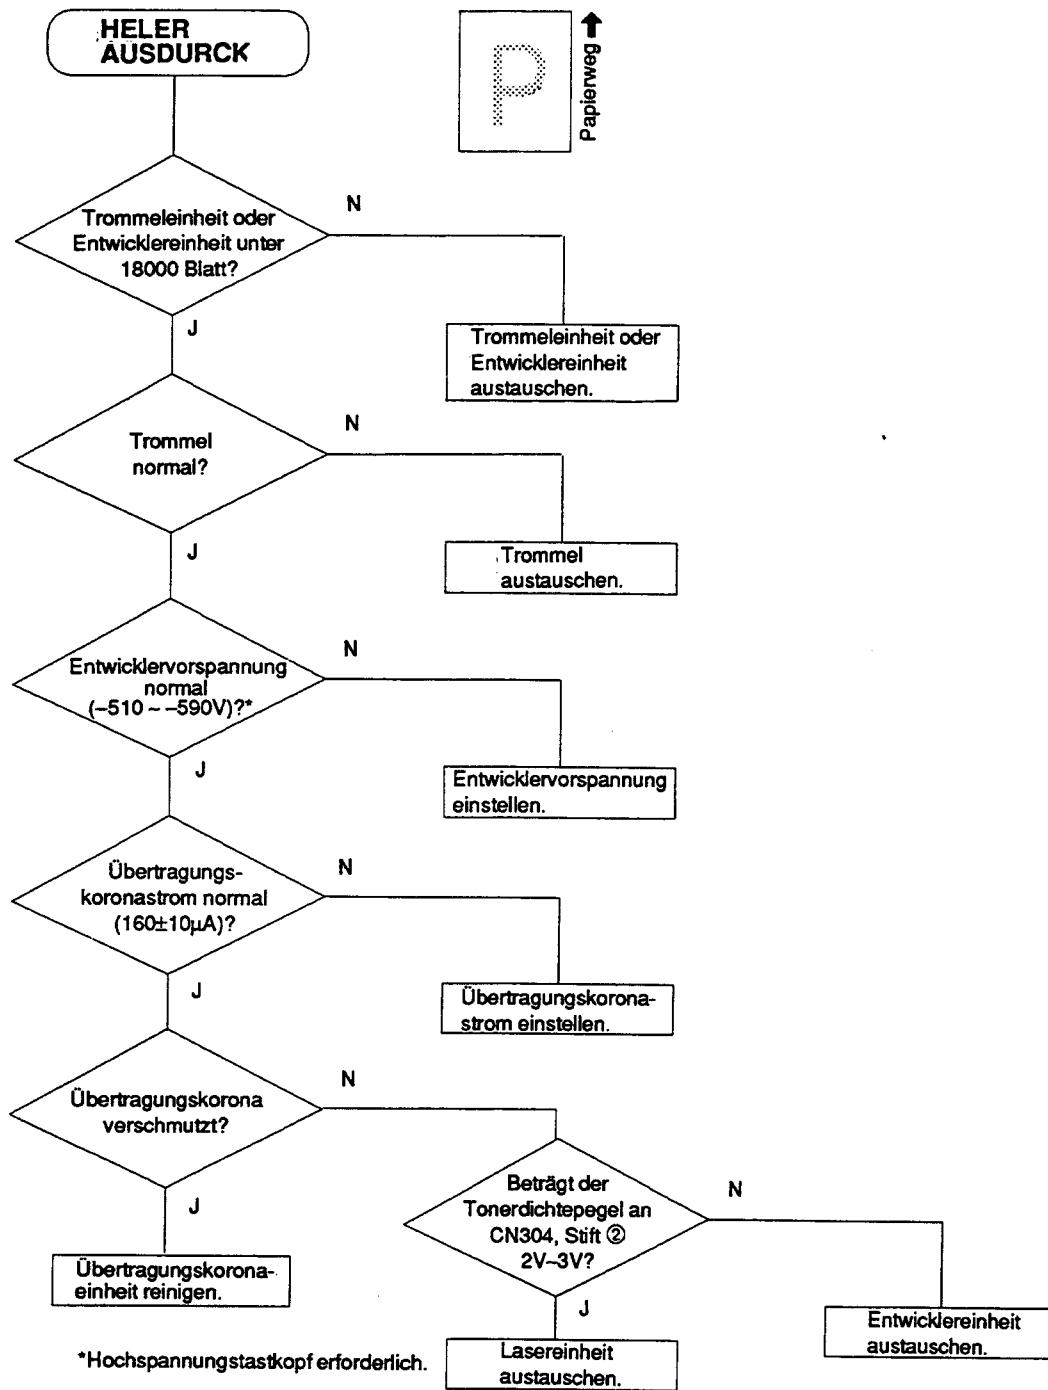 HELER
AUSDURCK
P
Papierweg
Trommeleinheit oder
Entwicklereinheit unter
18000 Blatt?
N
J
Trommeleinheit oder
Entwicklereinheit
austauschen.
Trommel
normal?
N
J
Trommel
austauschen.
Entwicklervorspannung
normal
(–510 ~ –590V)?*
N
J
Entwicklervorspannung
einstellen.
Übertragungs-
koronastrom normal
(160±10µA)?
N
J
Übertragungskorona-
strom einstellen.
Übertragungskorona
verschmutzt?
N
J
Übertragungskorona-
einheit reinigen.
Beträgt der
Tonerdichtepegel an
CN304, Stift ②
2V~3V?
N
J
Entwicklereinheit
austauschen.
Lasereinheit
austauschen.
*Hochspannungstastkopf erforderlich.